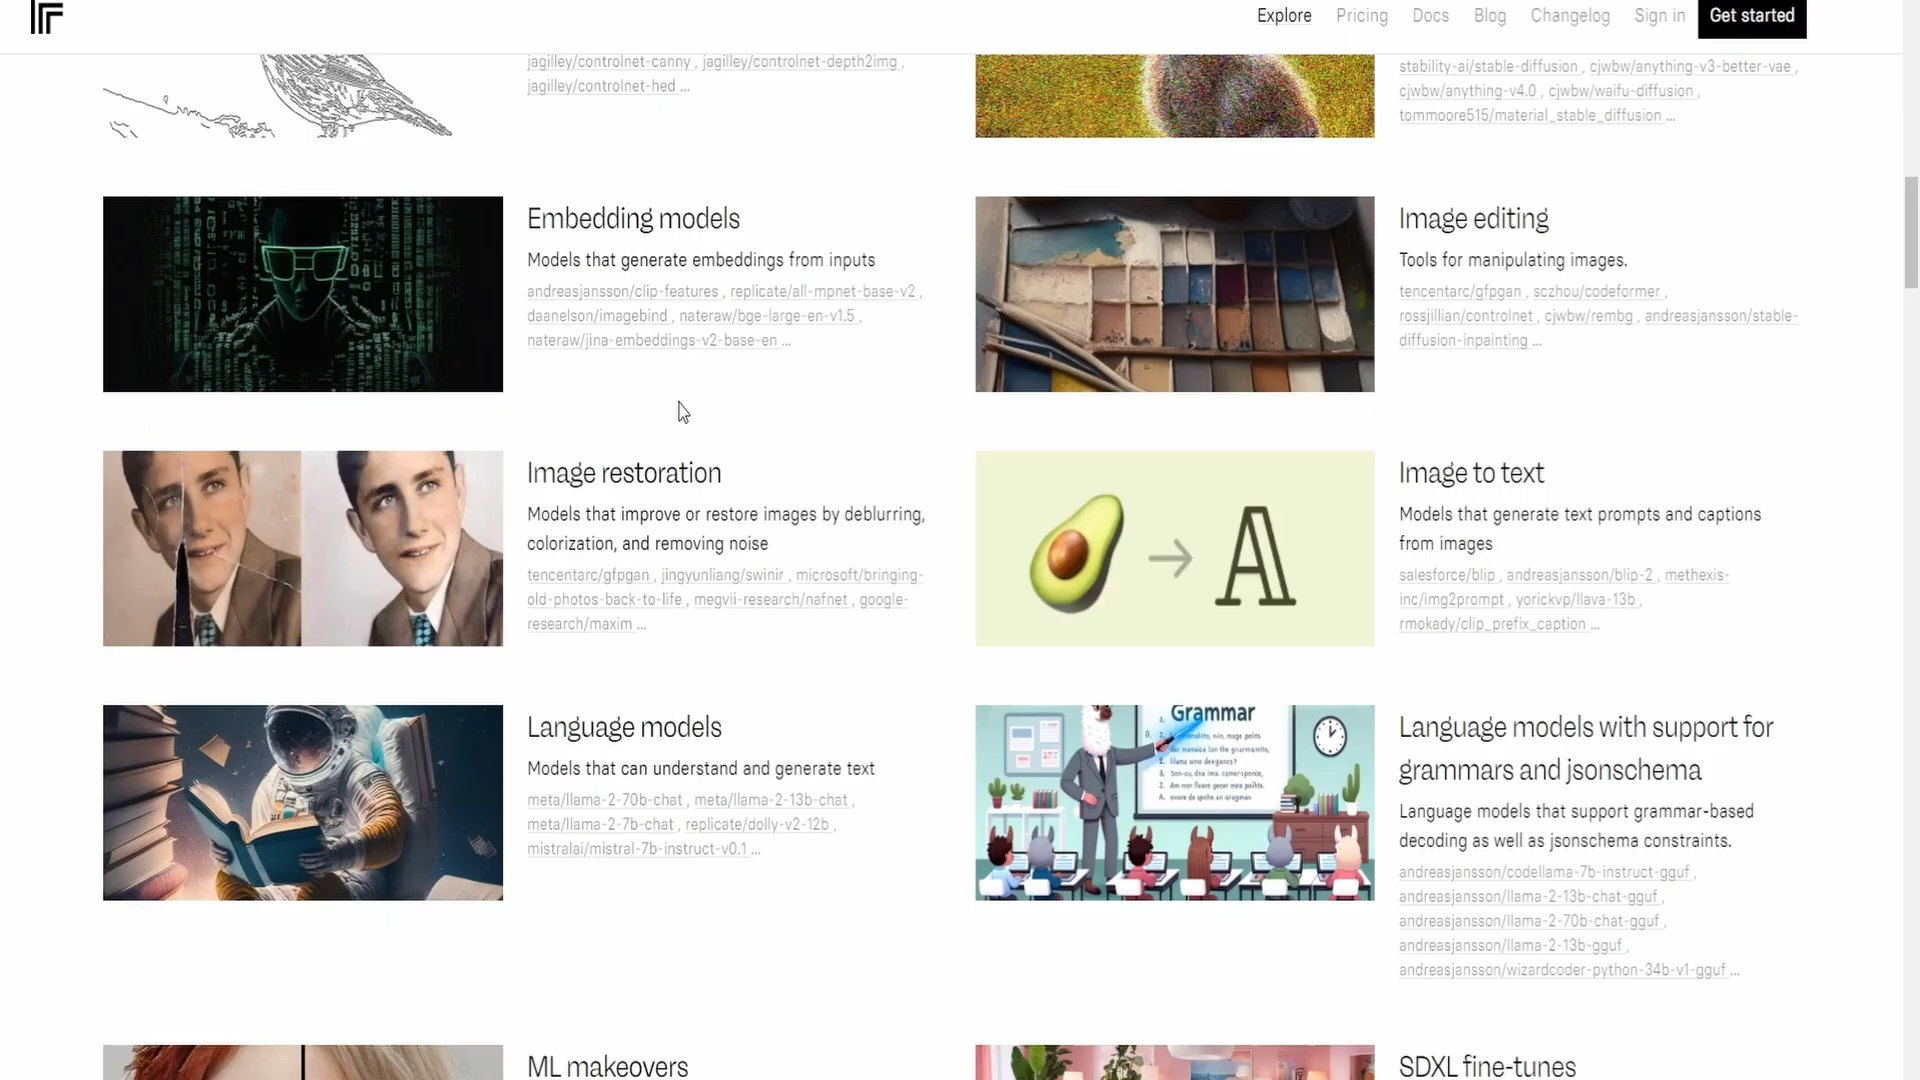 Explore Pricing Docs Blog Changelog Sign in Get started
jagilley/controlnet-canny , jagilley/controlnet-depth2img ,
jagilley/controlnet-hed ...
stability-ai/stable-diffusion , cjwbw/anything-v3-better-vae ,
cjwbw/anything-v4.0 , cjwbw/waifu-diffusion ,
tommoore515/material_stable_diffusion ...
Embedding models
Models that generate embeddings from inputs
andreasjansson/clip-features , replicate/all-mpnet-base-v2 ,
daanelson/imagebind , nateraw/bge-large-en-v1.5 ,
nateraw/jina-embeddings-v2-base-en ...
Image editing
Tools for manipulating images.
tencentarc/gfpgan , sczhou/codeformer ,
rossjillian/controlnet , cjwbw/rembg , andreasjansson/stable-
diffusion-inpainting ...
Image restoration
Models that improve or restore images by deblurring,
colorization, and removing noise
tencentarc/gfpgan , jingyunliang/swinir , microsoft/bringing-
old-photos-back-to-life , megvii-research/nafnet , google-
research/maxim ...
A
Image to text
Models that generate text prompts and captions
from images
salesforce/blip , andreasjansson/blip-2 , methexis-
inc/img2prompt , yorickvp/llava-13b ,
rmokady/clip_prefix_caption ...
Language models
Models that can understand and generate text
meta/llama-2-70b-chat , meta/llama-2-13b-chat ,
meta/llama-2-7b-chat , replicate/dolly-v2-12b ,
mistralai/mistral-7b-instruct-v0.1 ...
Grammar
Language models with support for
grammars and jsonschema
Language models that support grammar-based
decoding as well as jsonschema constraints.
andreasjansson/codellama-7b-instruct-gguf ,
andreasjansson/llama-2-13b-chat-gguf ,
andreasjansson/llama-2-70b-chat-gguf ,
andreasjansson/llama-2-13b-gguf ,
andreasjansson/wizardcoder-python-34b-v1-gguf ...
ML makeovers
SDXL fine-tunes